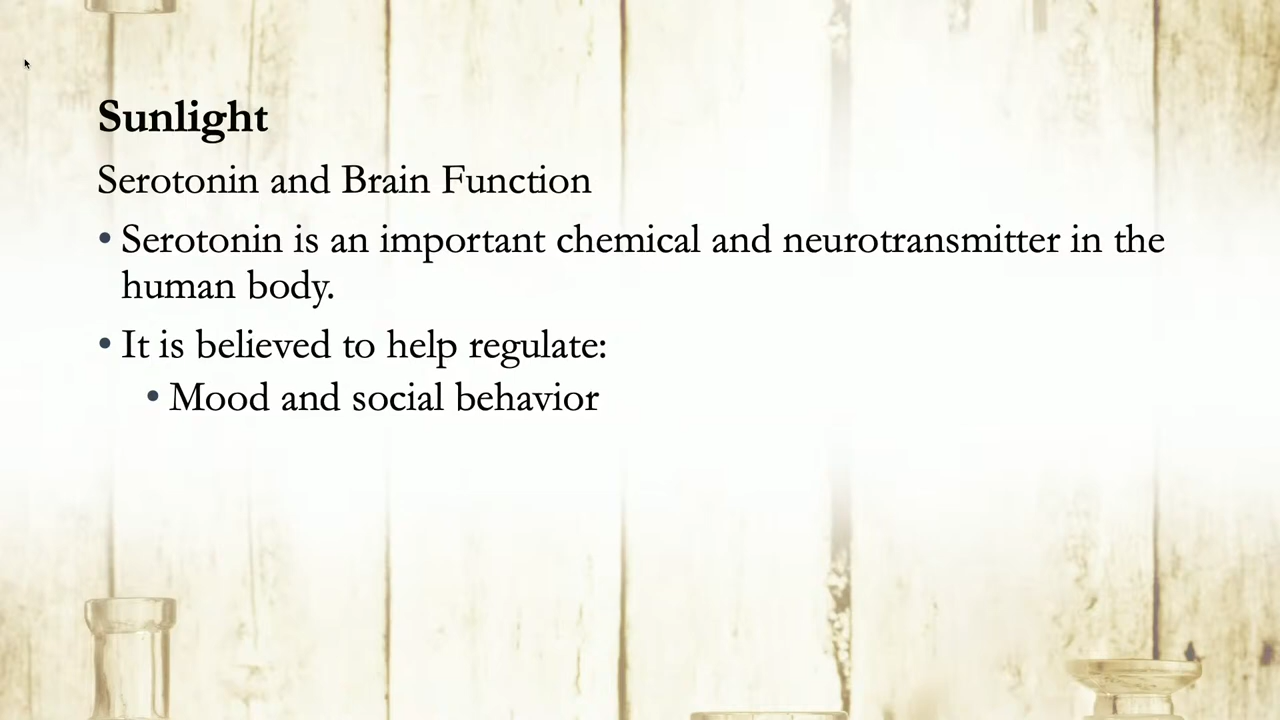 Sunlight
Serotonin and Brain Function
• Serotonin is an important chemical and neurotransmitter in the
human body.
• It is believed to help regulate:
• Mood and social behavior